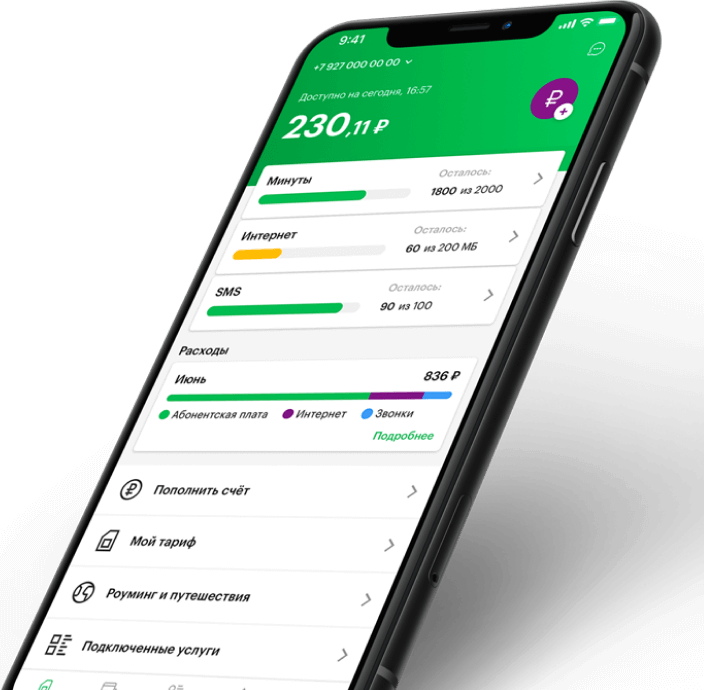 9:41
+7 927 000 00 00
Доступно на сегодня, 16:57
230,11 ₽
₽
Минуты
Осталось:
1800 из 2000
Интернет
Осталось:
60 из 200 МБ
SMS
Осталось:
90 из 100
Расходы
Июнь
836 ₽
Абонентская плата Интернет Звонки
Подробнее
Пополнить счёт
Мой тариф
Роуминг и путешествия
Подключенные услуги